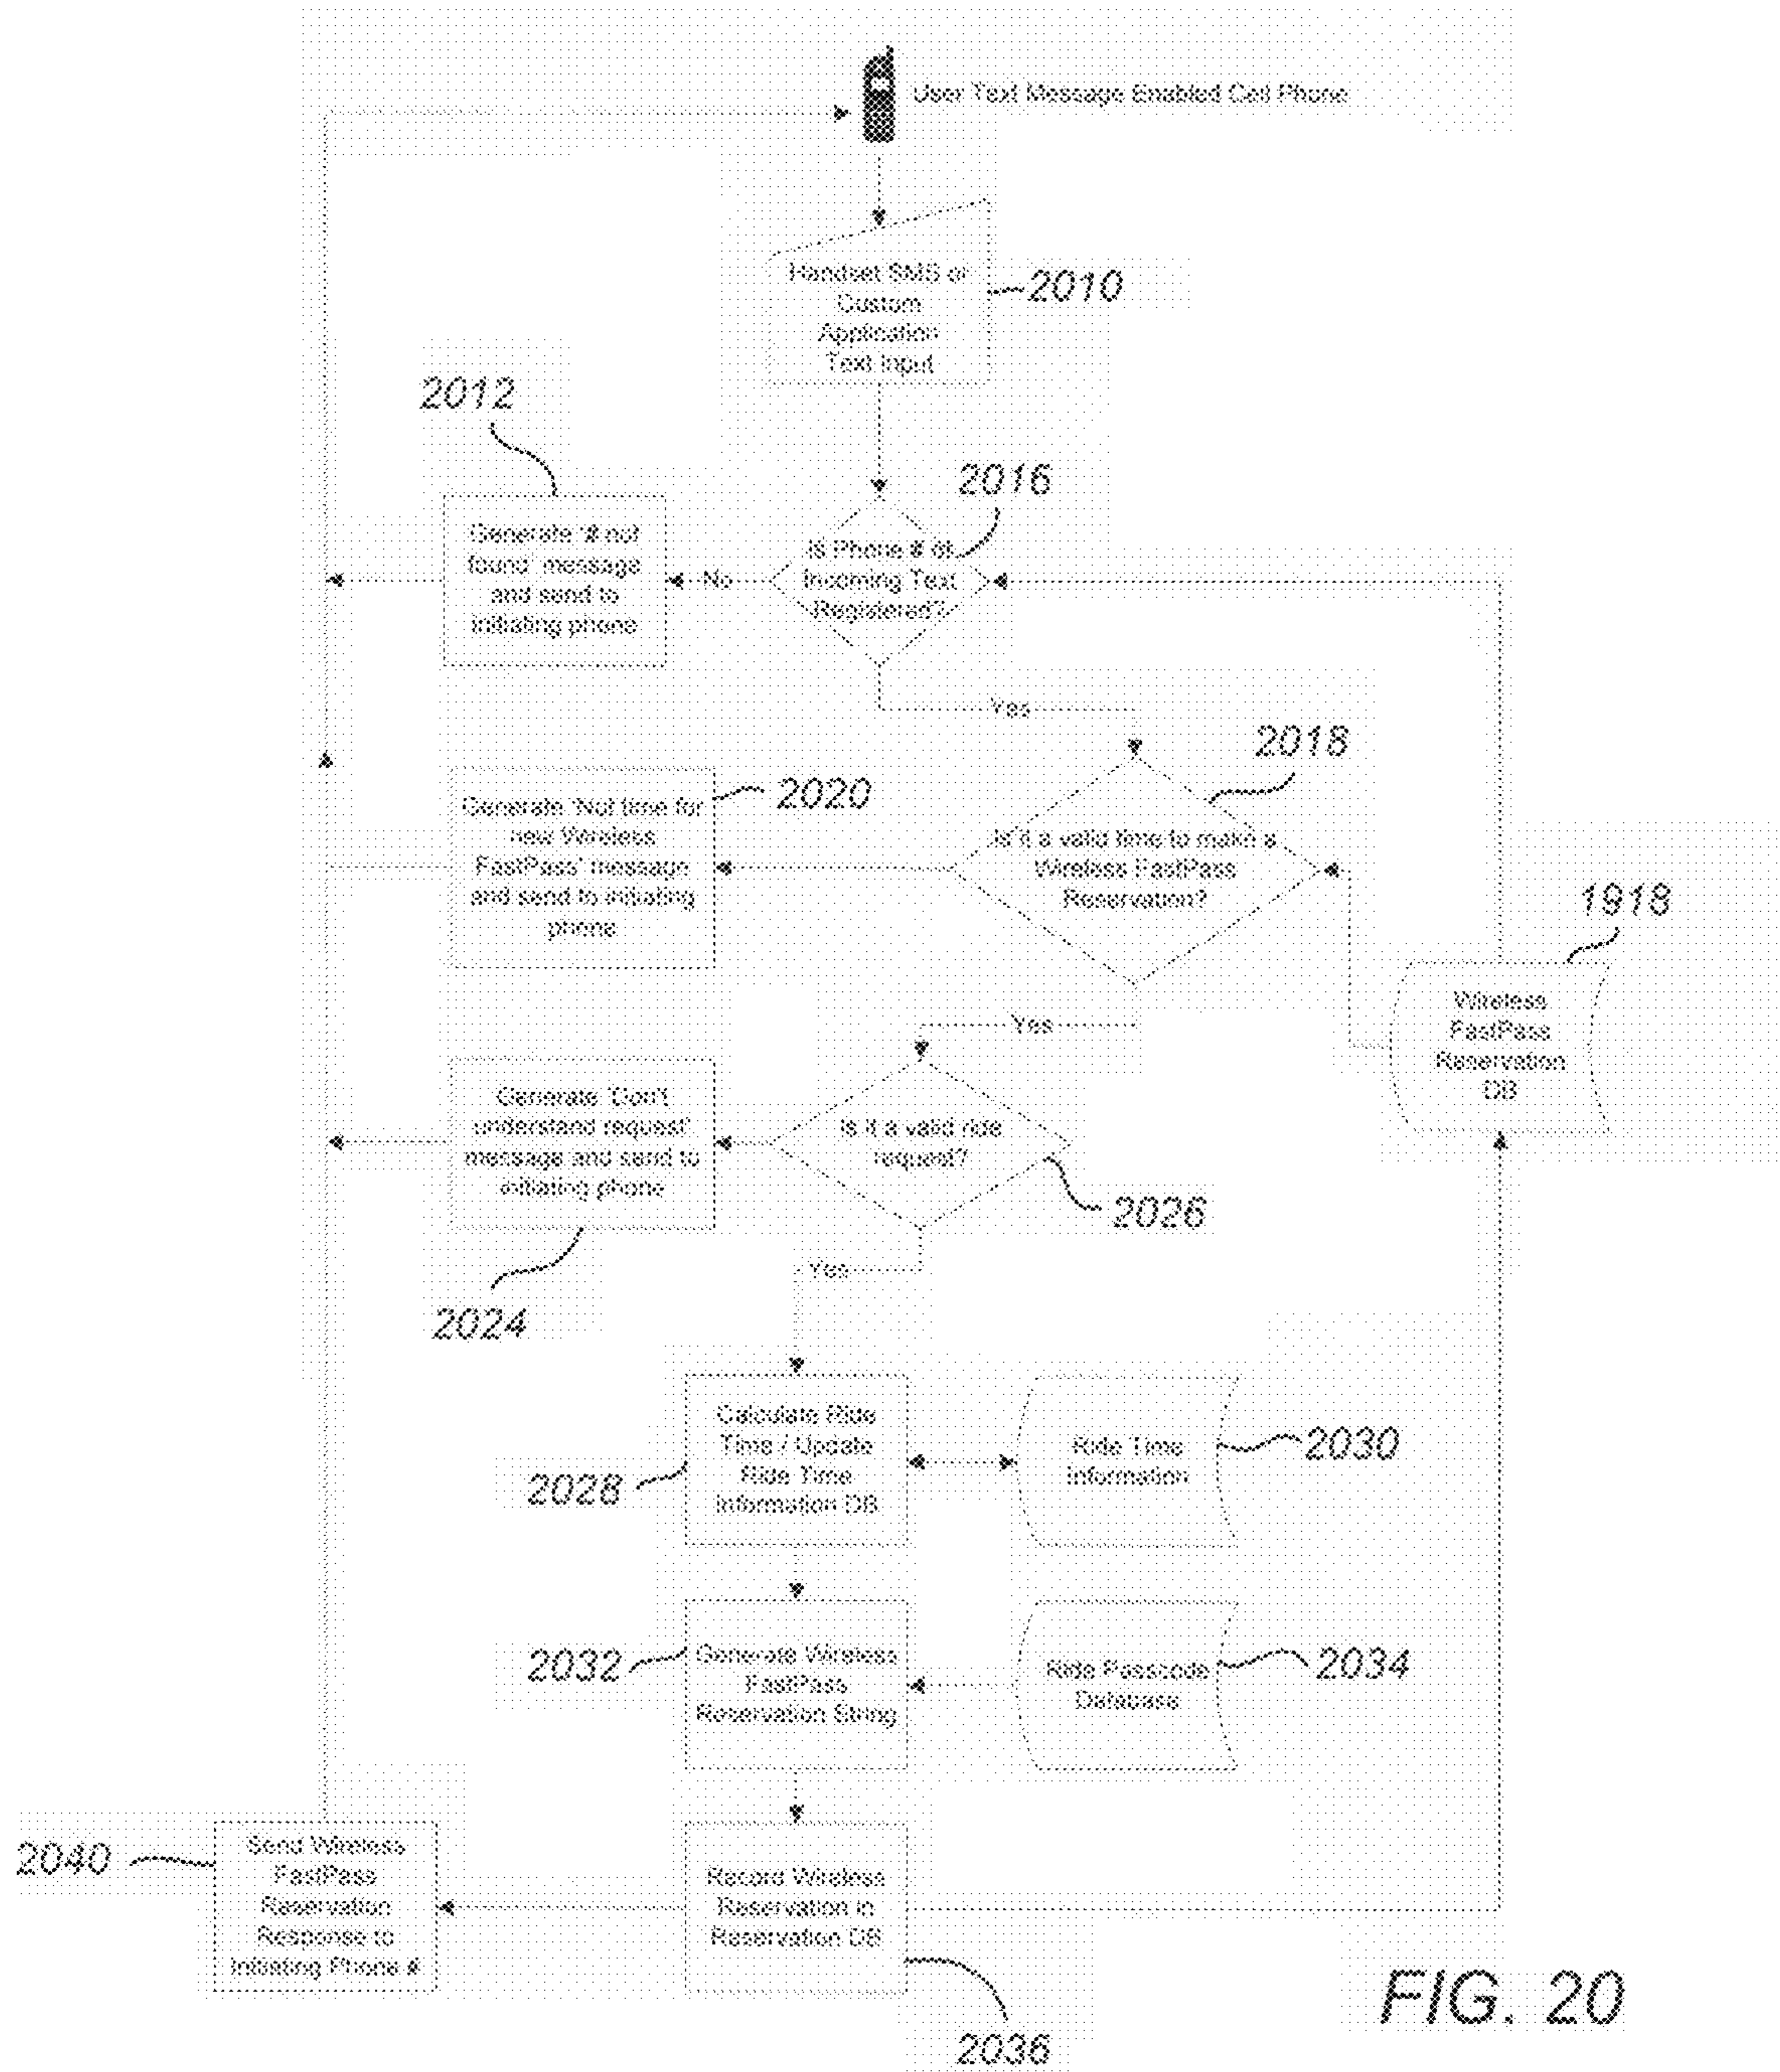 User Text Message Enabled Cell Phone
Handset SMS or
Custom
Application
Text Input
2010
2012
2016
Generate '# not
found' message
and send to
initiating phone
No
Is Phone # of
Incoming Text
Registered?
Yes
2018
2020
Generate 'Not time for
new Wireless
FastPass' message
and send to initiating
phone
Is it a valid time to make a
Wireless FastPass
Reservation?
1918
Wireless
FastPass
Reservation
DB
Yes
Generate 'Don't
understand request'
message and send to
initiating phone
Is it a valid ride
request?
2026
2024
Yes
Calculate Ride
Time / Update
Ride Time
Information DB
2028
Ride Time
Information
2030
2032
Generate Wireless
FastPass
Reservation String
Ride Passcode
Database
2034
2040
Send Wireless
FastPass
Reservation
Response to
Initiating Phone #
Record Wireless
Reservation in
Reservation DB
2036
FIG. 20